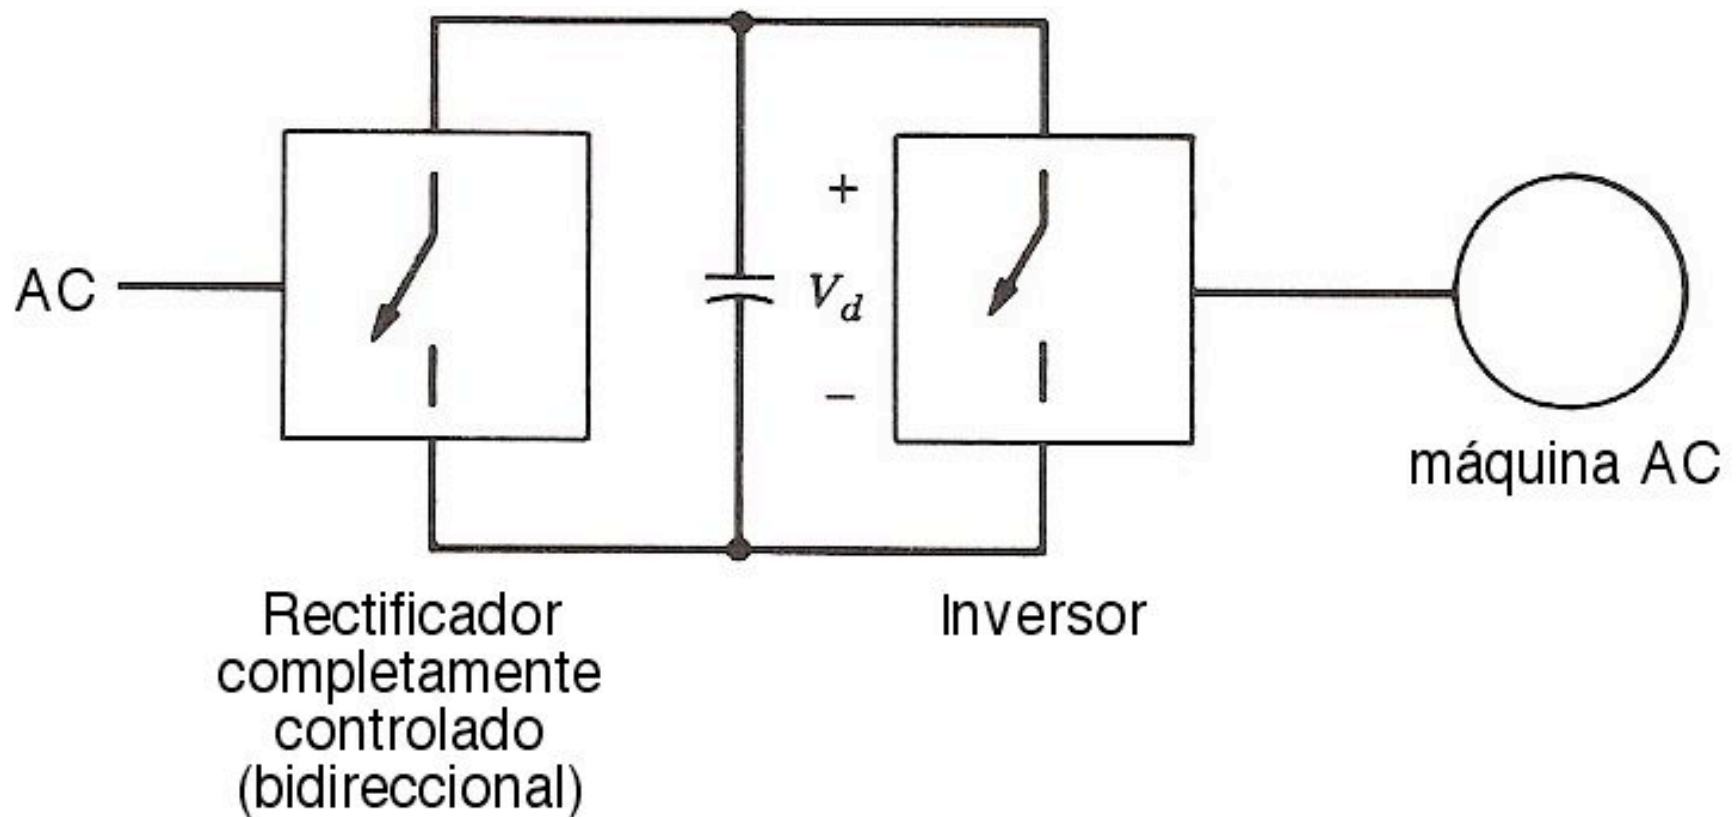 AC
+
V_d
−
máquina AC
Rectificador
completamente
controlado
(bidireccional)
Inversor